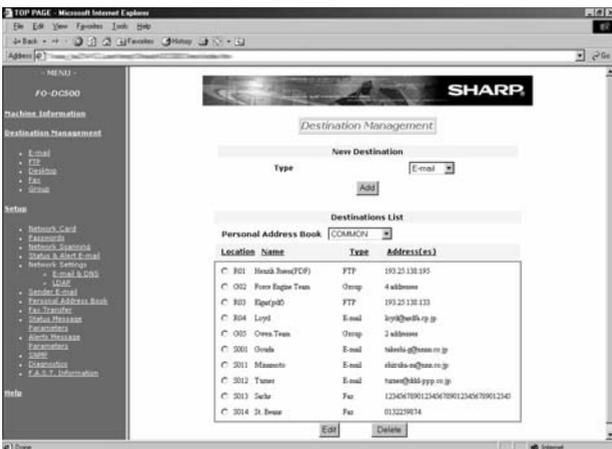 TOP PAGE - Microsoft Internet Explorer
File Edit View Favorites Tools Help
Back Favorites History
Address Go
- MENU -
FO-DC500
Machine Information
Destination Management
E-mail
FTP
Desktop
Fax
Group
Setup
Network Card
Passwords
Network Scanning
Status & Alert E-mail
Network Settings
E-mail & DNS
LDAP
Sender E-mail
Personal Address Book
Fax Transfer
Status Message
Parameters
Alerts Message
Parameters
SNMP
Diagnostics
F.A.S.T. Information
Help
SHARP
Destination Management
New Destination
Type E-mail
Add
Destinations List
Personal Address Book COMMON
Location Name Type Address(es)
R01 (PDF) FTP 193.25.138.195
G02 Force Engine Team Group 4 addresses
R03 Elgar(pdf) FTP 193.25.138.133
R04 Loyd E-mail
G05 Owen Team Group 2 addresses
S001 Gouda E-mail
S011 Minamoto E-mail
S012 Turner E-mail
S013 Sachs Fax 1234567890123456789012345678901234
S014 St. Fax 0132259874
Edit Delete
Done Internet